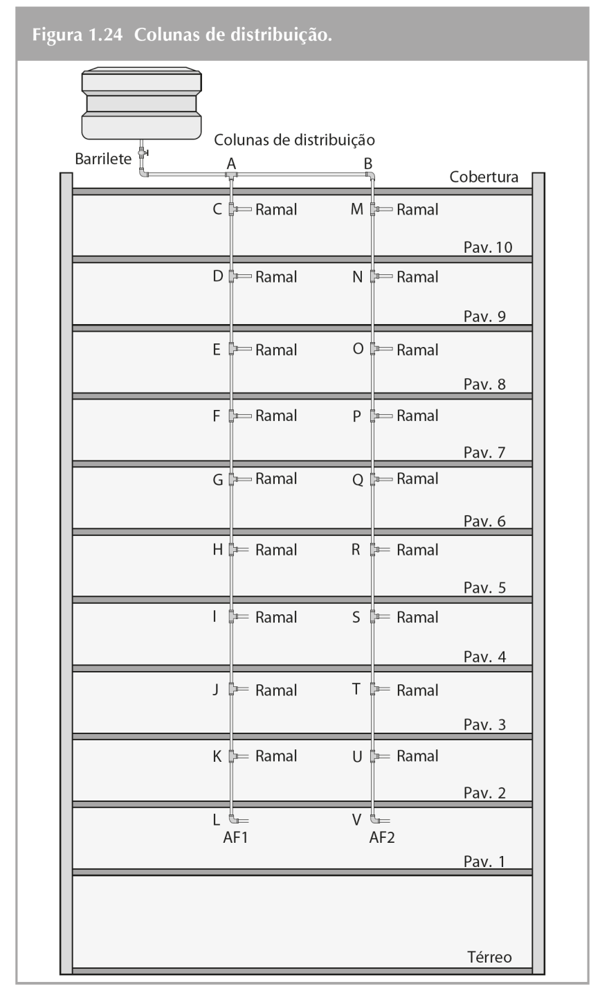 Figura 1.24 Colunas de distribuição.
Colunas de distribuição
Barrilete
A
B
Cobertura
C Ramal M Ramal
Pav. 10
D Ramal N Ramal
Pav. 9
E Ramal O Ramal
Pav. 8
F Ramal P Ramal
Pav. 7
G Ramal Q Ramal
Pav. 6
H Ramal R Ramal
Pav. 5
I Ramal S Ramal
Pav. 4
J Ramal T Ramal
Pav. 3
K Ramal U Ramal
Pav. 2
L V
AF1 AF2
Pav. 1
Térreo